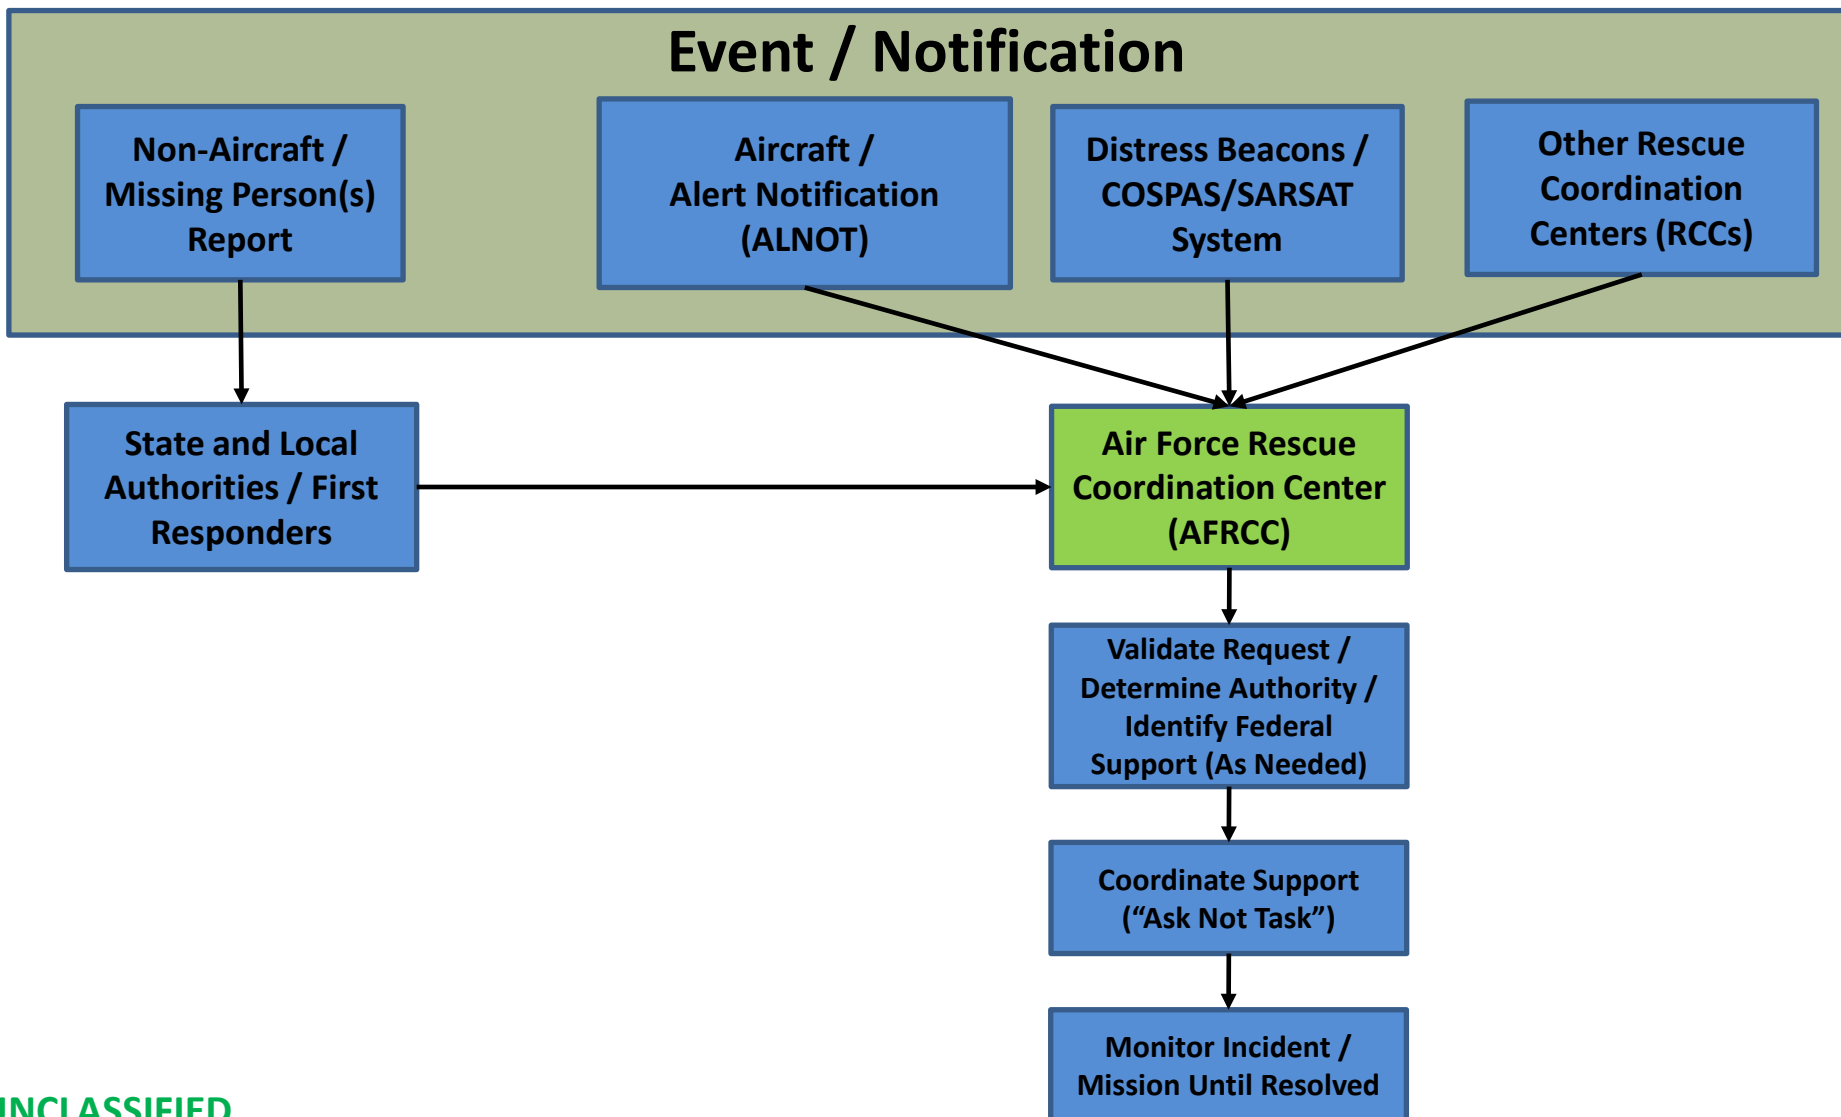 Event / Notification
Non-Aircraft /
Missing Person(s)
Report
Aircraft /
Alert Notification
(ALNOT)
Distress Beacons /
COSPAS/SARSAT
System
Other Rescue
Coordination
Centers (RCCs)
State and Local
Authorities / First
Responders
Air Force Rescue
Coordination Center
(AFRCC)
Validate Request /
Determine Authority /
Identify Federal
Support (As Needed)
Coordinate Support
(“Ask Not Task”)
Monitor Incident /
Mission Until Resolved
UNCLASSIFIED